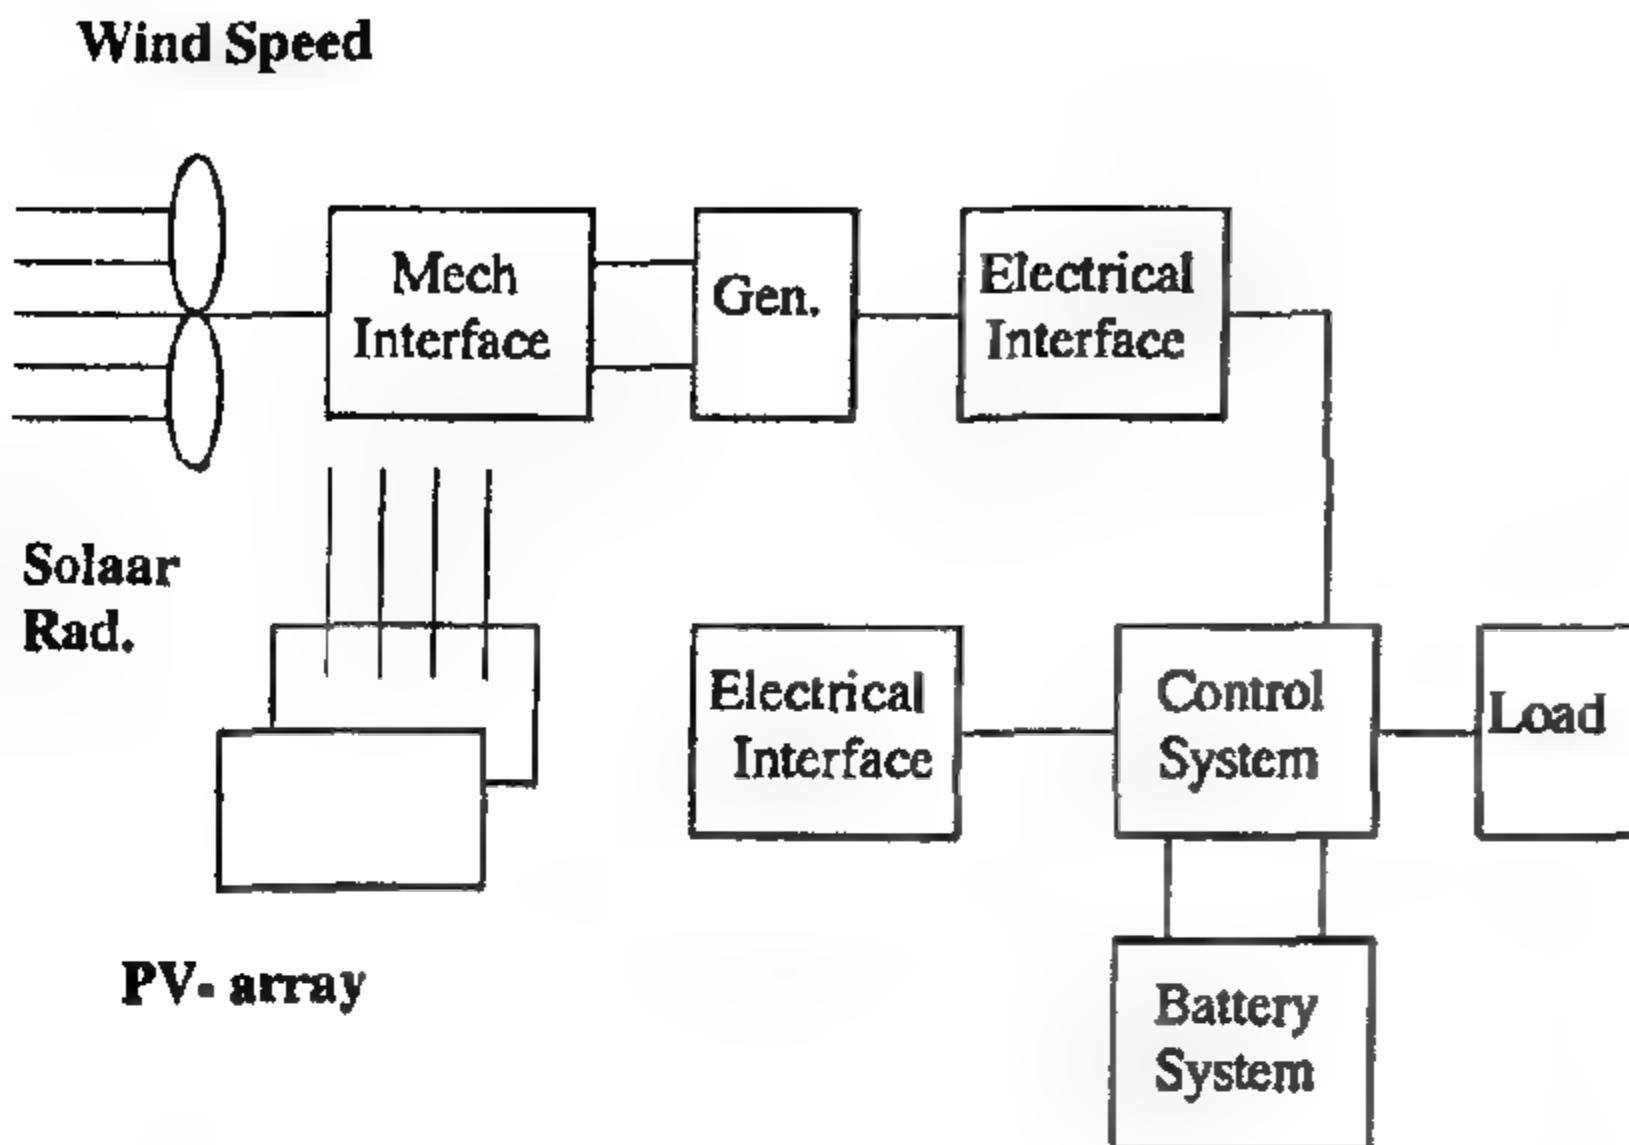 Wind Speed
Mech
Interface
Gen.
Electrical
Interface
Solaar
Rad.
Electrical
Interface
Control
System
Load
PV- array
Battery
System